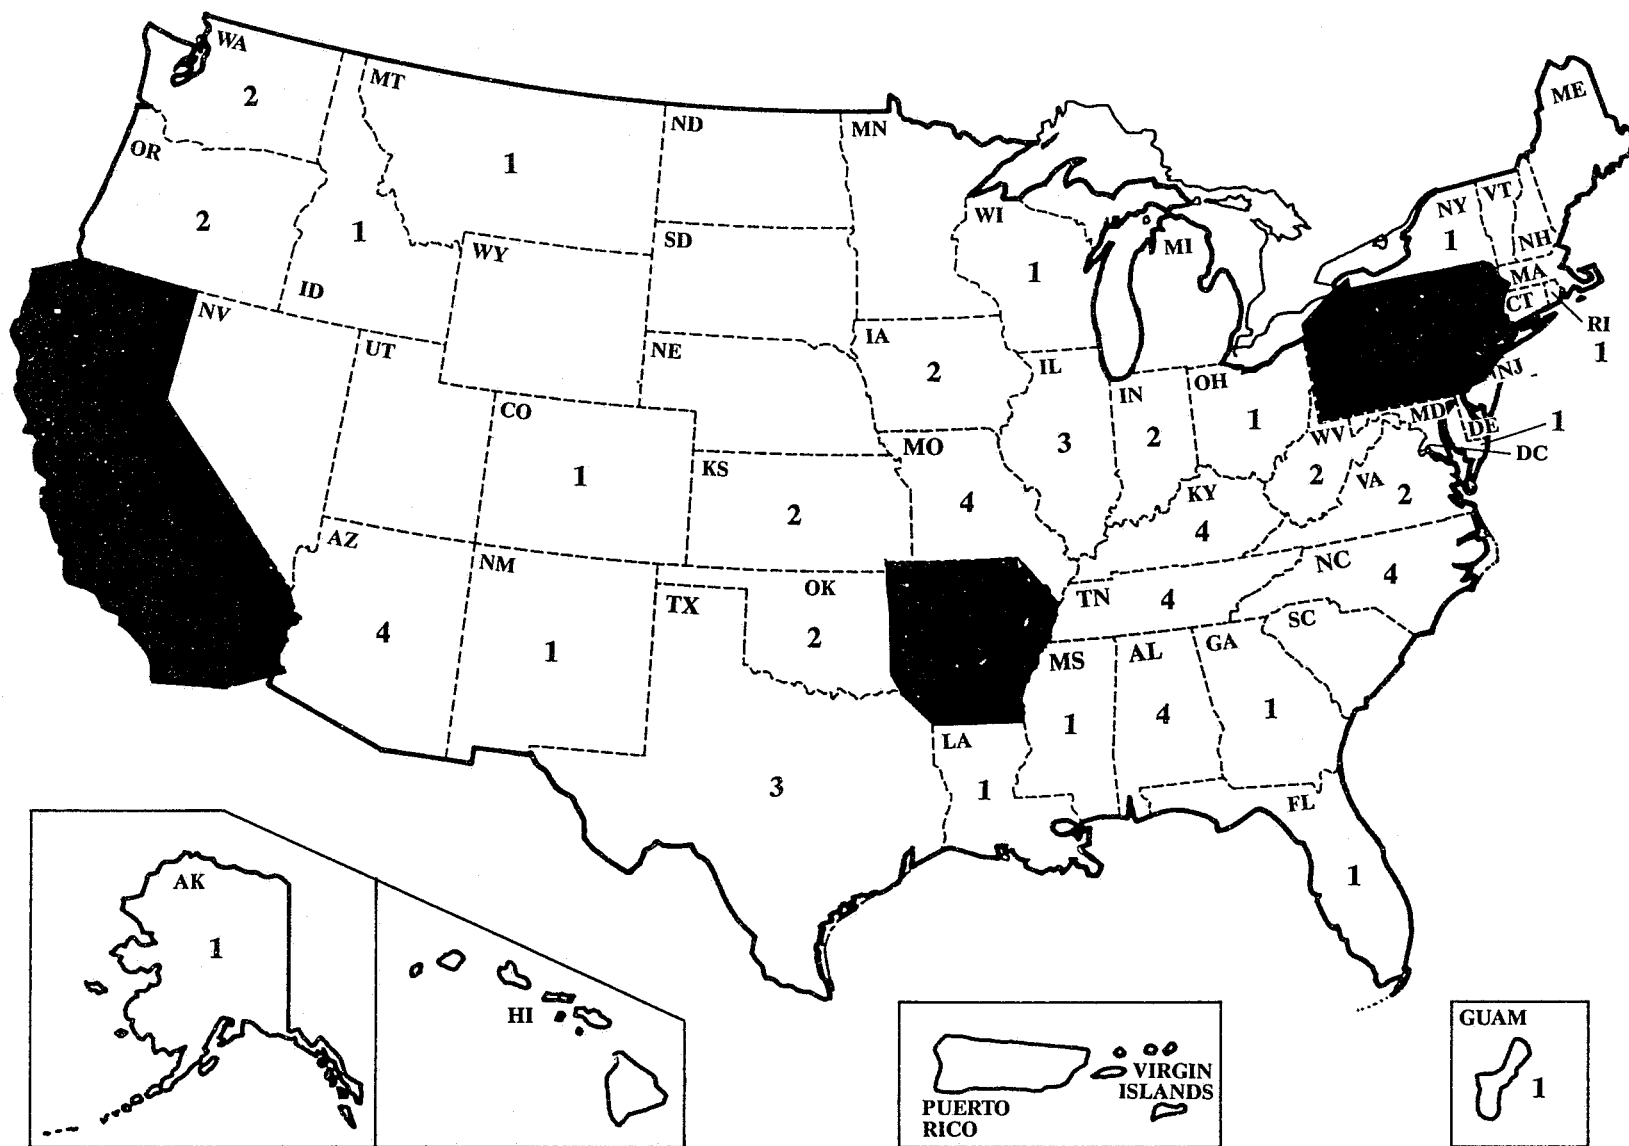 WA
2
MT
1
ND
MN
ME
OR
2
1
ID
WY
SD
WI
1
MI
NY
1
VT
NH
MA
CT
RI
1
NV
UT
NE
IA
2
IL
3
IN
2
OH
1
NJ
MD
DE
1
DC
WV
2
VA
2
CO
1
KS
2
MO
4
KY
4
AZ
4
NM
1
TX
3
OK
2
TN
4
NC
4
SC
MS
1
AL
4
GA
1
LA
1
FL
1
AK
1
HI
PUERTO
RICO
VIRGIN
ISLANDS
GUAM
1